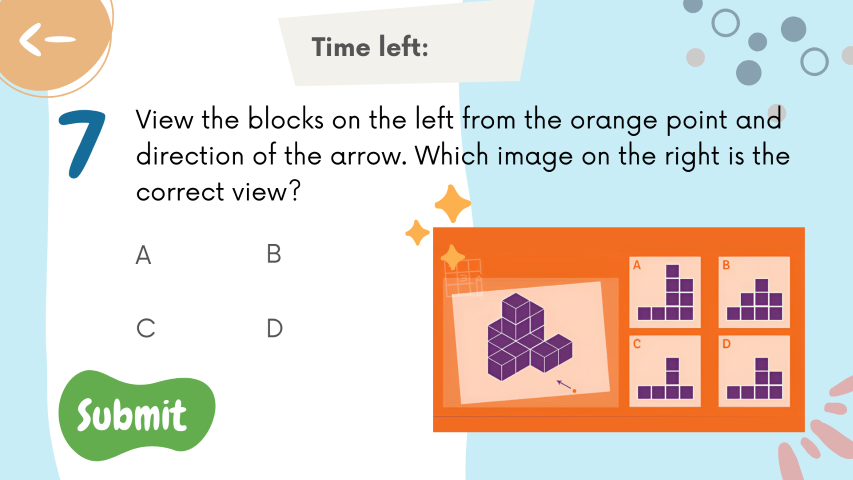 Time left:
7
View the blocks on the left from the orange point and
direction of the arrow. Which image on the right is the
correct view?
A
B
C
D
A
B
C
D
Submit